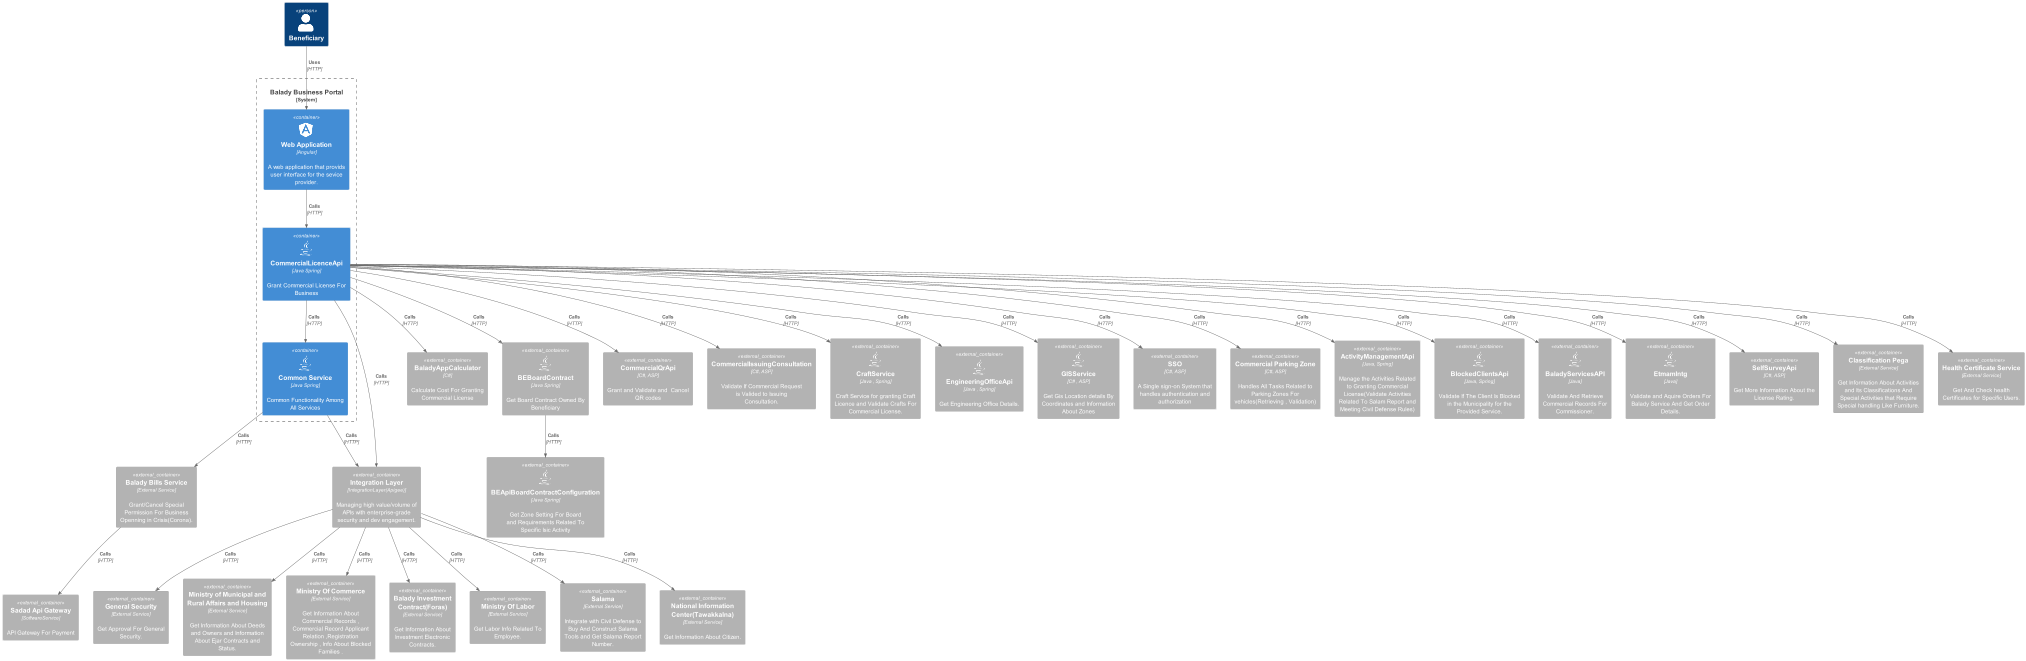 «person»
Beneficiary
Uses
[HTTP]
Balady Business Portal
[System]
«container»
Web Application
[Angular]
A web application that provide
user interface for the sevice
provider.
Calls
[HTTP]
«container»
CommercialLicenceApi
[Java Spring]
Grant Commercial License For
Business
Calls
[HTTP]
Calls
[HTTP]
Calls
[HTTP]
Calls
[HTTP]
Calls
[HTTP]
Calls
[HTTP]
Calls
[HTTP]
Calls
[HTTP]
Calls
[HTTP]
Calls
[HTTP]
Calls
[HTTP]
Calls
[HTTP]
Calls
[HTTP]
Calls
[HTTP]
Calls
[HTTP]
Calls
[HTTP]
Calls
[HTTP]
Calls
[HTTP]
«container»
Common Service
[Java Spring]
Common Functionality Among
All Services
«external_container»
BaladyAppCalculator
[C#]
Calculate Cost For Granting
Commercial License
«external_container»
BEBoardContract
[Java Spring]
Get Board Contract Owned By
Beneficiary
«external_container»
CommercialQrApi
[C#, ASP]
Grant and Validate and Cancel
QR codes
«external_container»
CommercialIssuingConsultation
[C#, ASP]
Validate If Commercial Request
is Valided to Issuing
Consultation.
«external_container»
CraftService
[Java , Spring]
Craft Service for granting Craft
License and Validate Crafts For
Commercial License.
«external_container»
EngineeringOfficeApi
[Java , Spring]
Get Engineering Office Details.
«external_container»
GISService
[C# , ASP]
Get Gis Location details By
Coordinates and Information
About Zones
«external_container»
SSO
[C#, ASP]
A Single sign-on System that
handles authentication and
authorization
«external_container»
Commercial Parking Zone
[C#, ASP]
Handles All Tasks Related to
Parking Zones For
vehicles(Retrieving , Validation)
«external_container»
ActivityManagementApi
[Java, Spring]
Manage the Activities Related
to Granting Commercial
License(Validate Activities
Related To Salam Report and
Meeting Civil Defense Rules)
«external_container»
BlockedClientsApi
[Java, Spring]
Validate If The Client is Blocked
in the Municipality for the
Provided Service.
«external_container»
BaladyServicesAPI
[Java]
Validate And Retrieve
Commercial Records For
Commissioner.
«external_container»
EtmamIntg
[Java]
Validate and Aquire Orders For
Balady Service And Get Order
Details.
«external_container»
SelfSurveyApi
[C#, ASP]
Get More Information About the
License Rating.
«external_container»
Classification Pega
[External Service]
Get Information About Activities
and Its Classifications And
Special Activities that Require
Special handling Like Furniture.
«external_container»
Health Certificate Service
[External Service]
Get And Check health
Certificates for Specific Users.
Calls
[HTTP]
Calls
[HTTP]
Calls
[HTTP]
«external_container»
Balady Bills Service
[External Service]
Grant/Cancel Special
Permission For Business
Operning in Crisis(Corona).
«external_container»
Integration Layer
[IntegrationLayer(Apigee)]
Managing high value/volume of
APIs with enterprise-grade
security and dev engagement.
«external_container»
BEApiBoardContractConfiguration
[Java Spring]
Get Zone Setting For Board
and Requirements Related To
Specific Isic Activity
Calls
[HTTP]
Calls
[HTTP]
Calls
[HTTP]
Calls
[HTTP]
Calls
[HTTP]
Calls
[HTTP]
Calls
[HTTP]
Calls
[HTTP]
«external_container»
Sadad Api Gateway
[SoftwareService]
API Gateway For Payment
«external_container»
General Security
[External Service]
Get Approval For General
Security
«external_container»
Ministry of Municipal and
Rural Affairs and Housing
[External Service]
Get Information About Deeds
and Owners and Information
About Ejar Contracts and
Status.
«external_container»
Ministry Of Commerce
[External Service]
Get Information About
Commercial Records ,
Commercial Record Applicant
Relation ,Registration
Ownership , Info About Blocked
Families .
«external_container»
Balady Investment
Contract(Foras)
[External Service]
Get Information About
Investment Electronic
Contracts.
«external_container»
Ministry Of Labor
[External Service]
Get Labor Info Related To
Employee.
«external_container»
Salama
[External Service]
Integrate with Civil Defense to
Buy And Construct Salama
Tools and Get Salama Report
Number.
«external_container»
National Information
Center(Tawakkalna)
[External Service]
Get Information About Citizen.